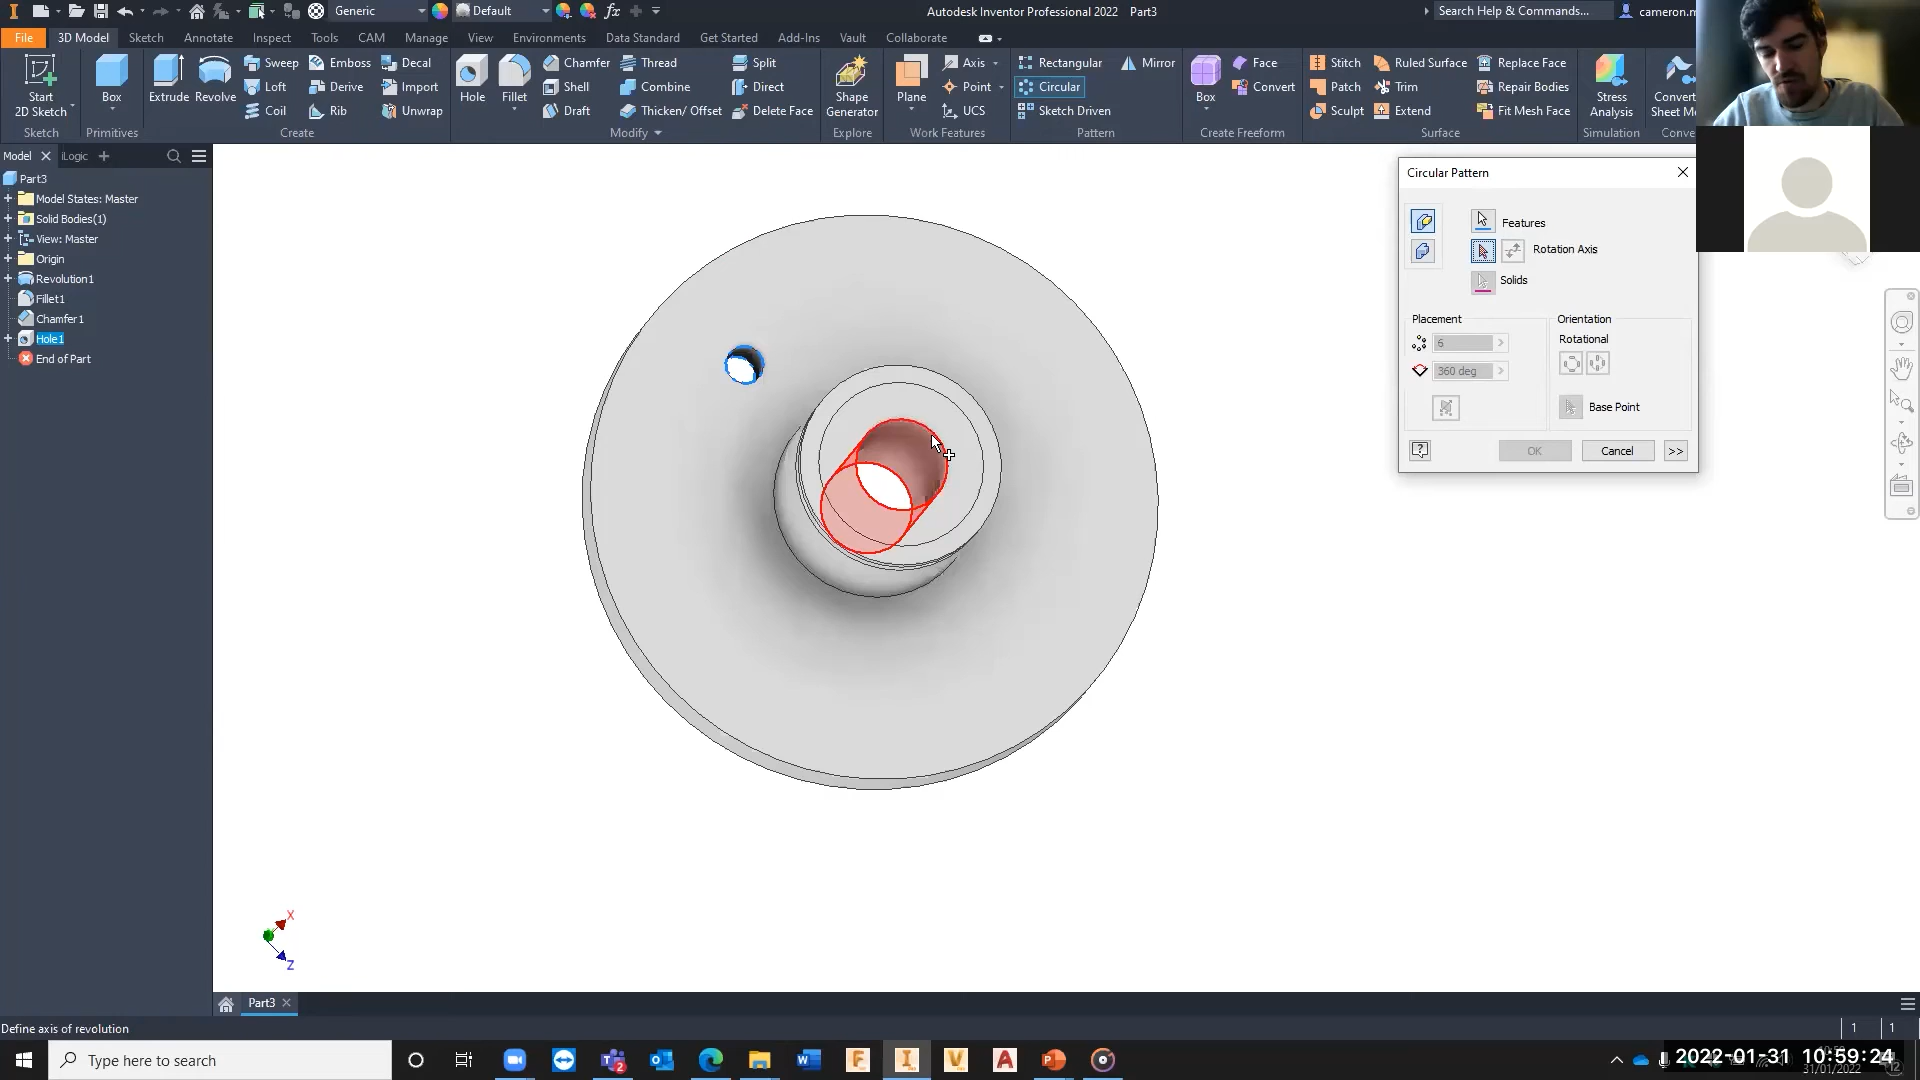 Generic
Default
fx
Autodesk Inventor Professional 2022 Part3
Search Help & Commands...
cameron.m
File
3D Model
Sketch
Annotate
Inspect
Tools
CAM
Manage
View
Environments
Data Standard
Get Started
Add-Ins
Vault
Collaborate
Start
2D Sketch
Sketch
Box
Primitives
Extrude
Revolve
Sweep
Loft
Coil
Emboss
Derive
Rib
Decal
Import
Unwrap
Create
Hole
Fillet
Chamfer
Shell
Draft
Thread
Combine
Thicken/ Offset
Split
Direct
Delete Face
Modify
Shape
Generator
Explore
Plane
Axis
Point
UCS
Work Features
Rectangular
Circular
Sketch Driven
Mirror
Pattern
Box
Face
Convert
Create Freeform
Stitch
Patch
Sculpt
Ruled Surface
Trim
Extend
Replace Face
Repair Bodies
Fit Mesh Face
Surface
Stress
Analysis
Simulation
Convert
Sheet M
Conve
Model
iLogic
Part3
Model States: Master
Solid Bodies(1)
View: Master
Origin
Revolution1
Fillet1
Chamfer1
Hole1
End of Part
Circular Pattern
Features
Rotation Axis
Solids
Placement
6
360 deg
Orientation
Rotational
Base Point
OK
Cancel
>>
X
Z
Part3
Define axis of revolution
1
1
Type here to search
2022-01-31 10:59:24
31/01/2022